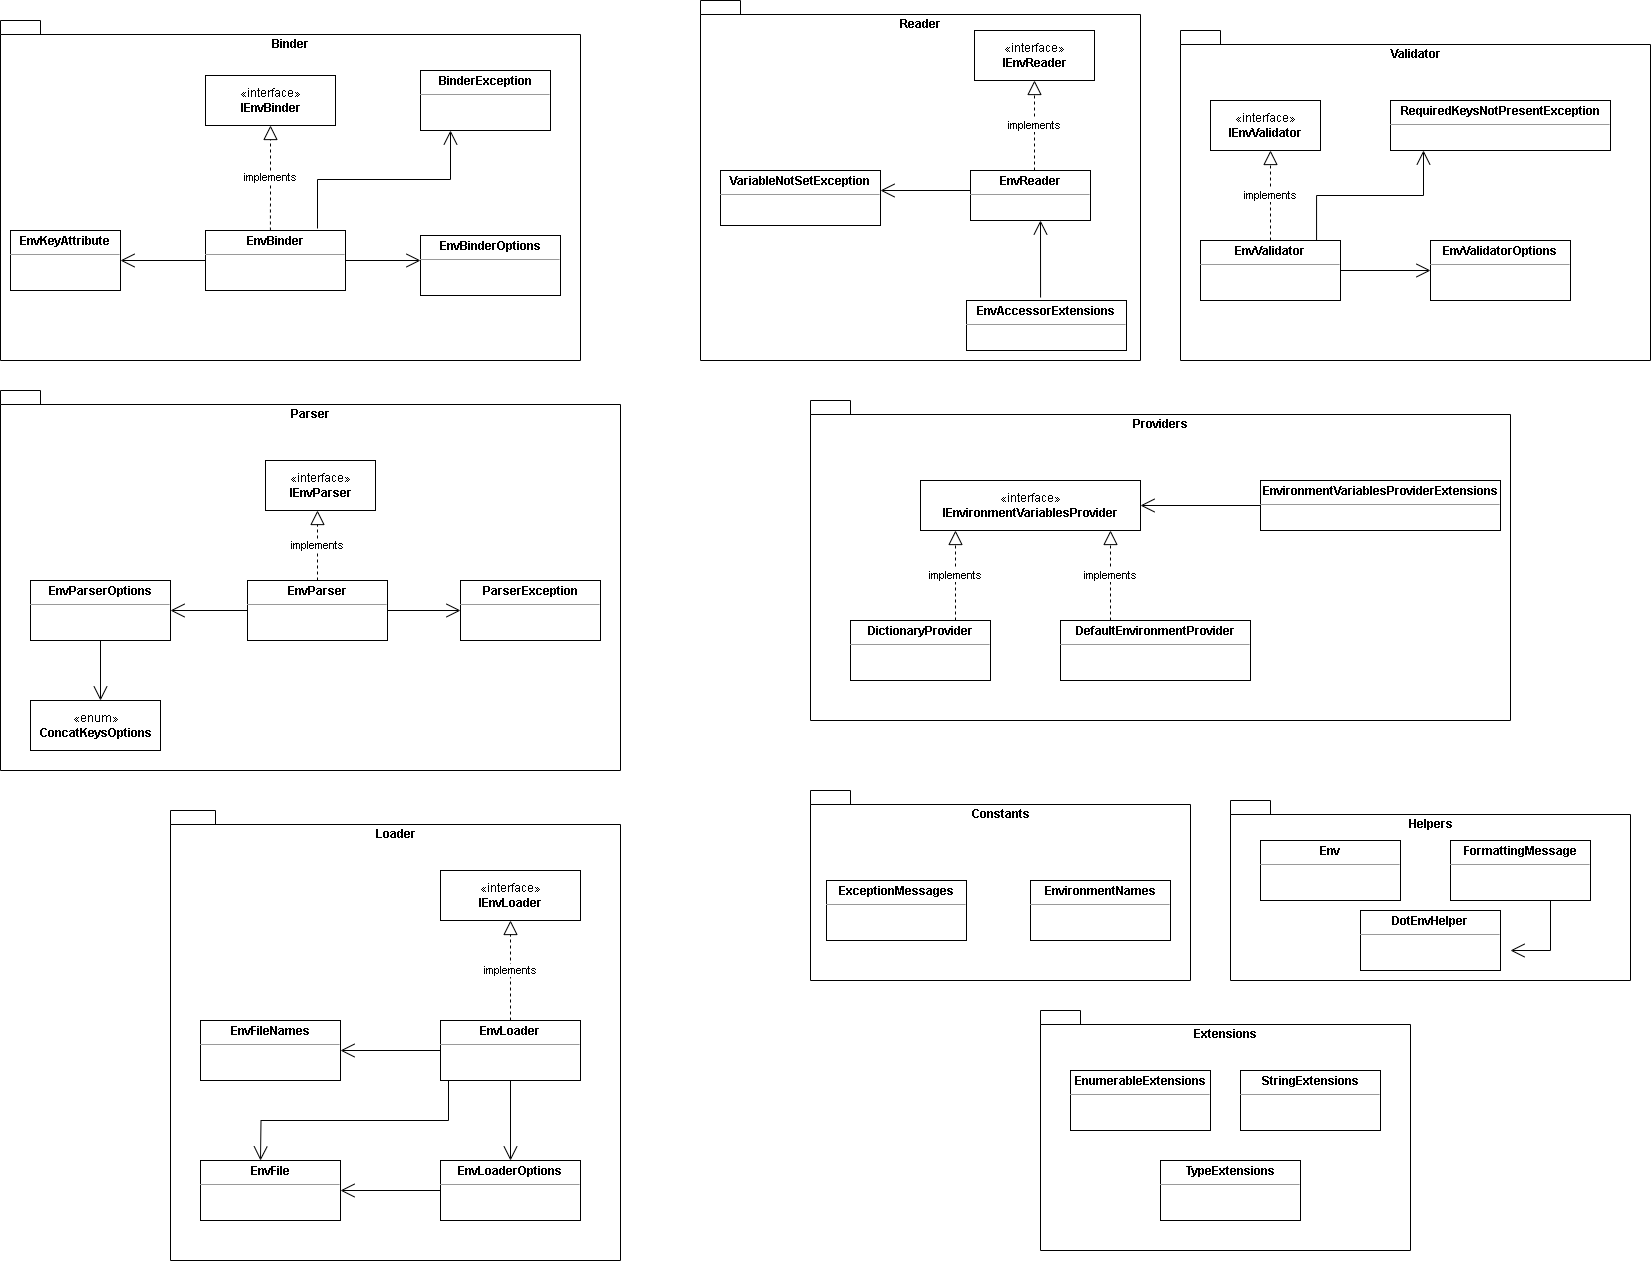 Binder
«interface»
IEnvBinder
BinderException
implements
EnvKeyAttribute
EnvBinder
EnvBinderOptions
Reader
«interface»
IEnvReader
implements
VariableNotSetException
EnvReader
EnvAccessorExtensions
Validator
«interface»
IEnvValidator
RequiredKeysNotPresentException
implements
EnvValidator
EnvValidatorOptions
Parser
«interface»
IEnvParser
implements
EnvParserOptions
EnvParser
ParserException
«enum»
ConcatKeysOptions
Providers
«interface»
IEnvironmentVariablesProvider
EnvironmentVariablesProviderExtensions
implements
implements
DictionaryProvider
DefaultEnvironmentProvider
Loader
«interface»
IEnvLoader
implements
EnvFileNames
EnvLoader
EnvFile
EnvLoaderOptions
Constants
ExceptionMessages
EnvironmentNames
Helpers
Env
FormattingMessage
DotEnvHelper
Extensions
EnumerableExtensions
StringExtensions
TypeExtensions